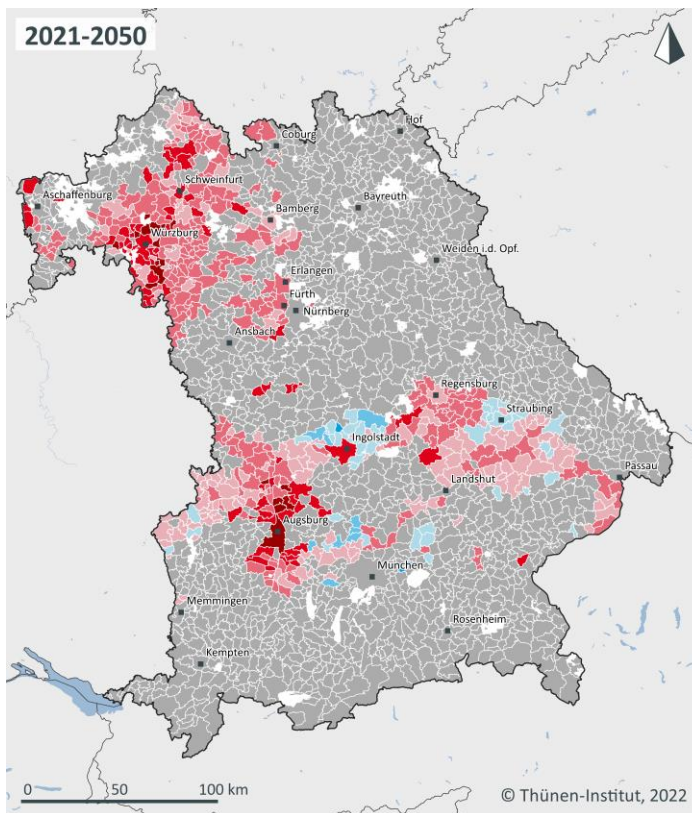 2021-2050
Hof
Coburg
Schweinfurt
Aschaffenburg
Bamberg
Bayreuth
Würzburg
Weiden i.d. Opf.
Erlangen
Fürth
Nürnberg
Ansbach
Regensburg
Straubing
Ingolstadt
Passau
Landshut
Augsburg
München
Memmingen
Rosenheim
Kempten
0 50 100 km
© Thünen-Institut, 2022